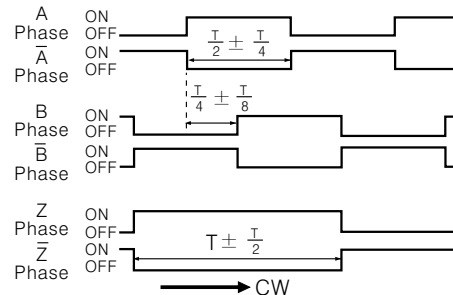 A Phase ON OFF
A̅ Phase ON OFF
T/2 ± T/4
T/4 ± T/8
B Phase ON OFF
B̅ Phase ON OFF
Z Phase ON OFF
Z̅ Phase ON OFF
T ± T/2
CW